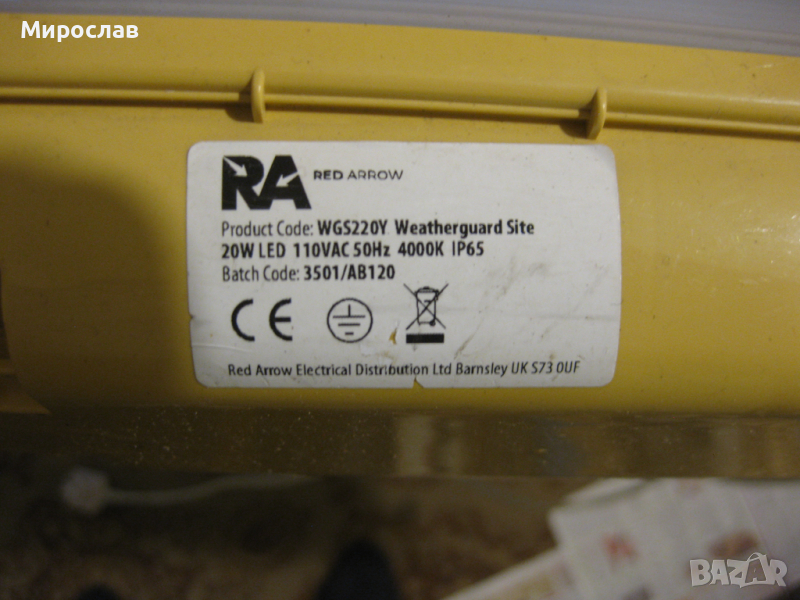 Мирослав
RA RED ARROW
Product Code: WGS220Y Weatherguard Site
20W LED 110VAC 50Hz 4000K IP65
Batch Code: 3501/AB120
CE
Red Arrow Electrical Distribution Ltd Barnsley UK S73 0UF
BAZAR